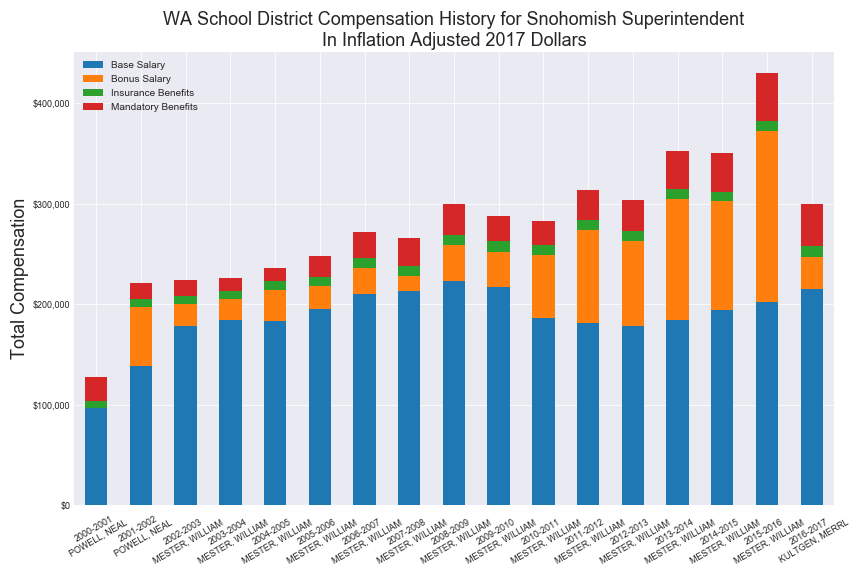 WA School District Compensation History for Snohomish Superintendent
In Inflation Adjusted 2017 Dollars
Base Salary
Bonus Salary
Insurance Benefits
Mandatory Benefits
Total Compensation
$400,000
$300,000
$200,000
$100,000
$0
2000-2001
POWELL, NEAL
2001-2002
POWELL, NEAL
2002-2003
MESTER, WILLIAM
2003-2004
MESTER, WILLIAM
2004-2005
MESTER, WILLIAM
2005-2006
MESTER, WILLIAM
2006-2007
MESTER, WILLIAM
2007-2008
MESTER, WILLIAM
2008-2009
MESTER, WILLIAM
2009-2010
MESTER, WILLIAM
2010-2011
MESTER, WILLIAM
2011-2012
MESTER, WILLIAM
2012-2013
MESTER, WILLIAM
2013-2014
MESTER, WILLIAM
2014-2015
MESTER, WILLIAM
2015-2016
MESTER, WILLIAM
2016-2017
KULTGEN, MERRL